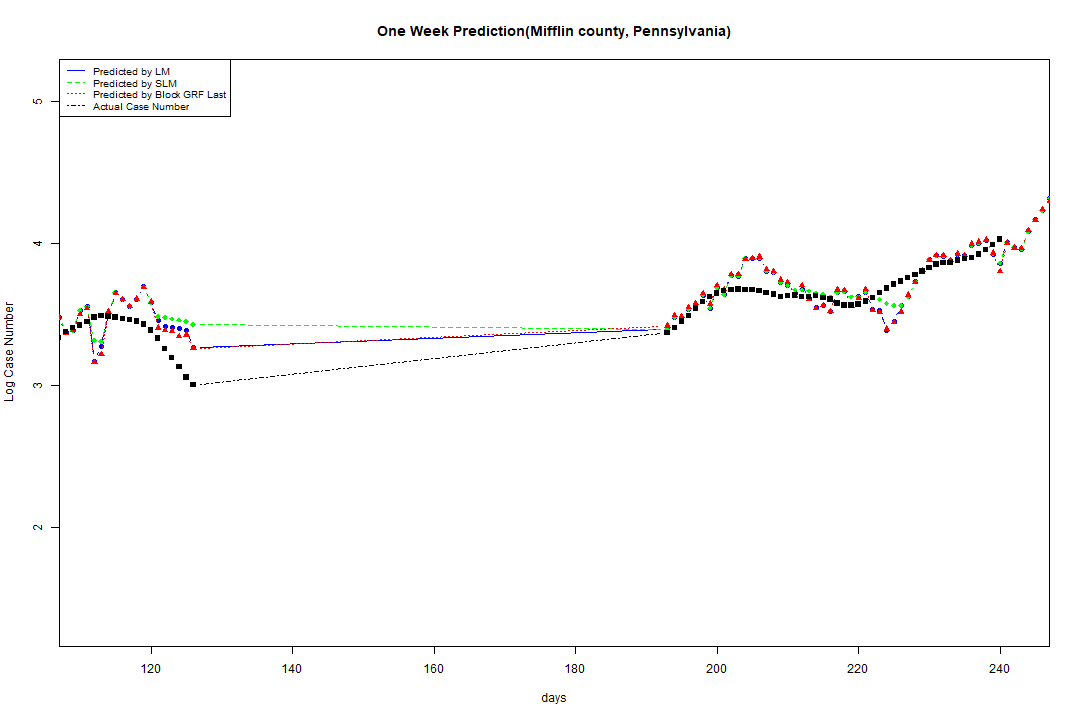 One Week Prediction(Mifflin county, Pennsylvania)
Predicted by LM
Predicted by SLM
Predicted by Block GRF Last
Actual Case Number
5
4
3
2
Log Case Number
120 140 160 180 200 220 240
days